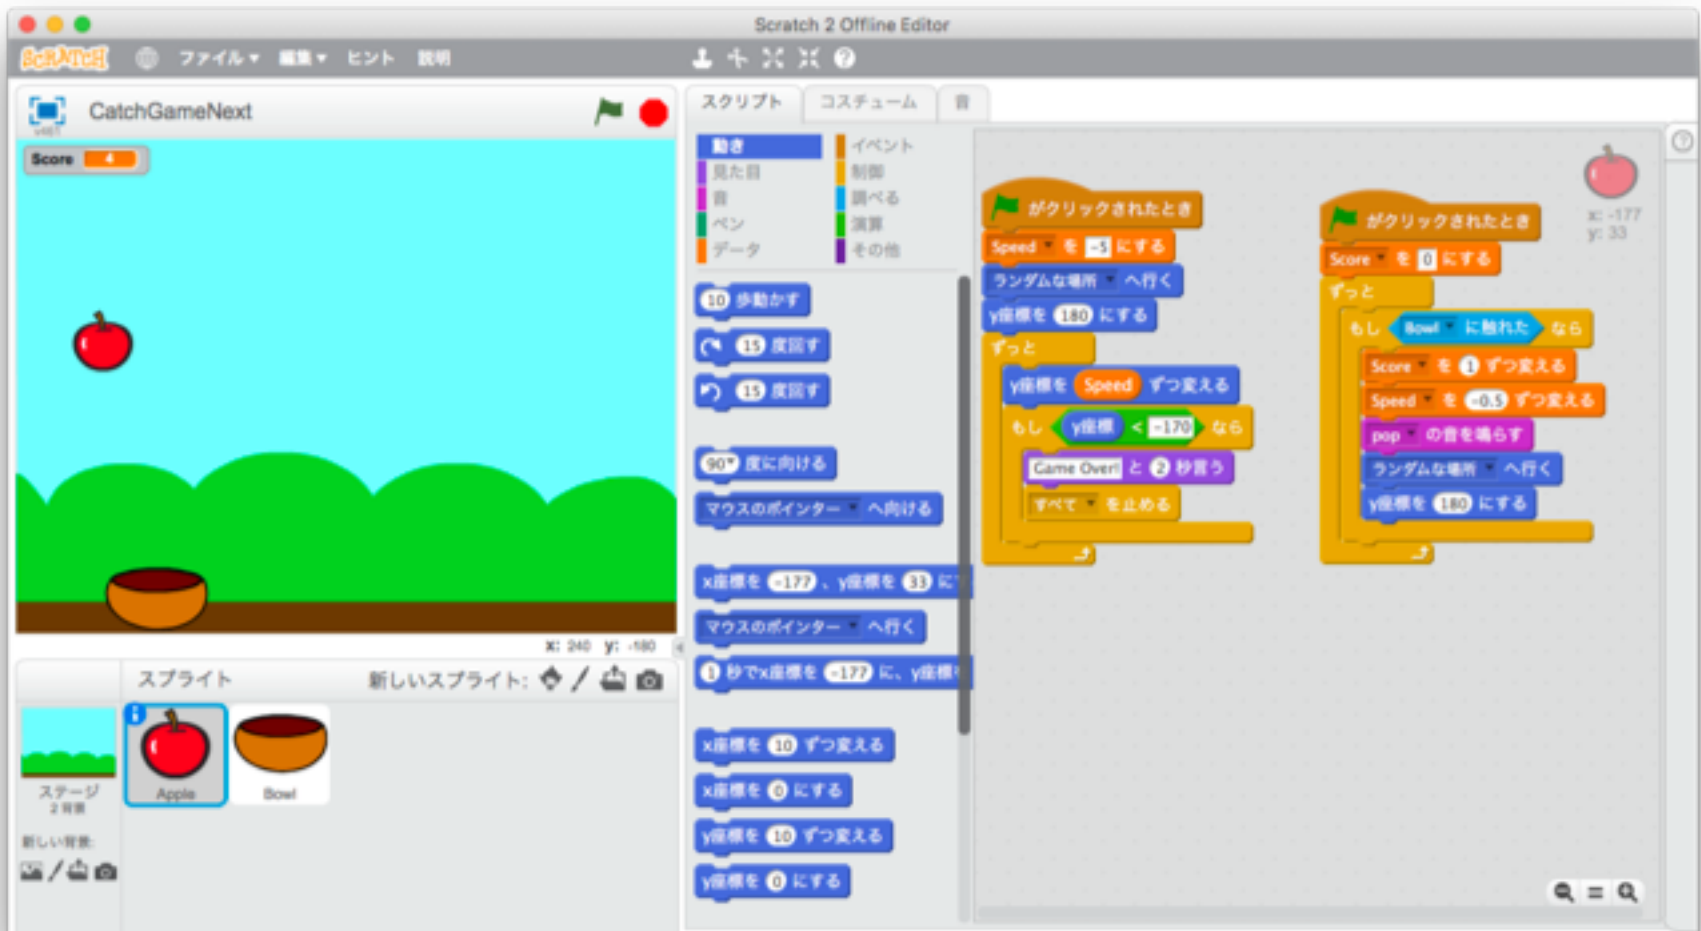 Scratch 2 Offline Editor
SCRATCH ファイル 編集 ヒント 説明
CatchGameNext
v461
Score 4
x: 240 y: -180
スプライト 新しいスプライト:
ステージ
2 背景
新しい背景:
Apple
Bowl
スクリプト コスチューム 音
動き イベント
見た目 制御
音 調べる
ペン 演算
データ その他
10 歩動かす
15 度回す
15 度回す
90 度に向ける
マウスのポインター へ向ける
x座標を -177 、y座標を 33 に
マウスのポインター へ行く
1 秒でx座標を -177 に、y座標
x座標を 10 ずつ変える
x座標を 0 にする
y座標を 10 ずつ変える
y座標を 0 にする
がクリックされたとき
Speed を -5 にする
ランダムな場所 へ行く
y座標を 180 にする
ずっと
y座標を Speed ずつ変える
もし y座標 < -170 なら
Game Over! と 2 秒言う
すべて を止める
がクリックされたとき
Score を 0 にする
ずっと
もし Bowl に触れた なら
Score を 1 ずつ変える
Speed を -0.5 ずつ変える
pop の音を鳴らす
ランダムな場所 へ行く
y座標を 180 にする
x: -177
y: 33